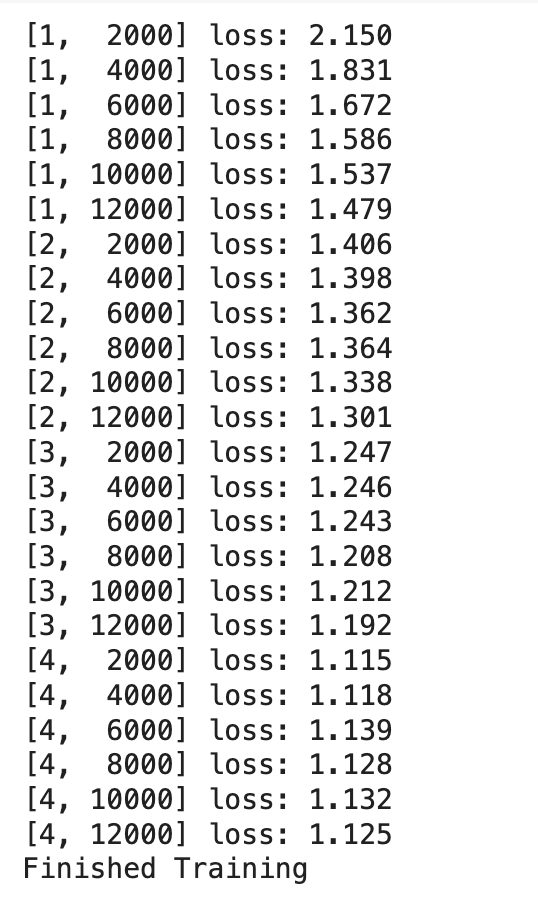 [1,  2000] loss: 2.150
[1,  4000] loss: 1.831
[1,  6000] loss: 1.672
[1,  8000] loss: 1.586
[1, 10000] loss: 1.537
[1, 12000] loss: 1.479
[2,  2000] loss: 1.406
[2,  4000] loss: 1.398
[2,  6000] loss: 1.362
[2,  8000] loss: 1.364
[2, 10000] loss: 1.338
[2, 12000] loss: 1.301
[3,  2000] loss: 1.247
[3,  4000] loss: 1.246
[3,  6000] loss: 1.243
[3,  8000] loss: 1.208
[3, 10000] loss: 1.212
[3, 12000] loss: 1.192
[4,  2000] loss: 1.115
[4,  4000] loss: 1.118
[4,  6000] loss: 1.139
[4,  8000] loss: 1.128
[4, 10000] loss: 1.132
[4, 12000] loss: 1.125
Finished Training